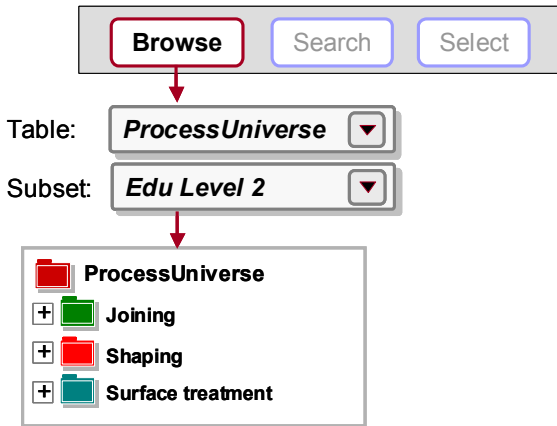 Browse Search Select
Table: ProcessUniverse
Subset: Edu Level 2
ProcessUniverse
Joining
Shaping
Surface treatment